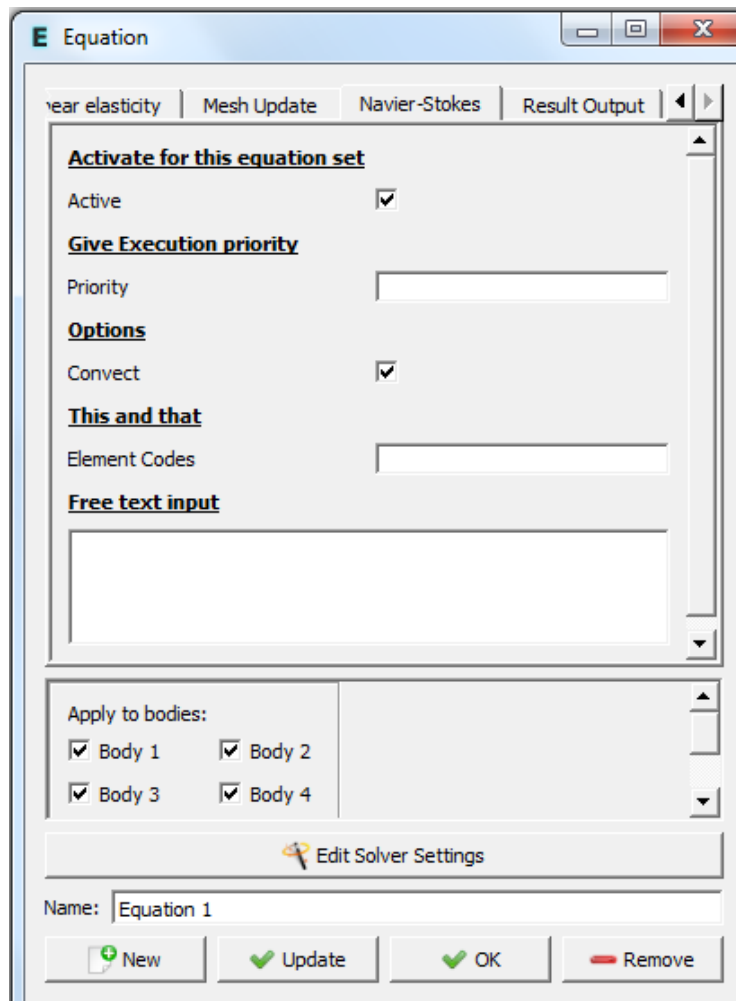 E Equation
near elasticity Mesh Update Navier-Stokes Result Output
Activate for this equation set
Active
Give Execution priority
Priority
Options
Convect
This and that
Element Codes
Free text input
Apply to bodies:
Body 1 Body 2
Body 3 Body 4
Edit Solver Settings
Name: Equation 1
New Update OK Remove